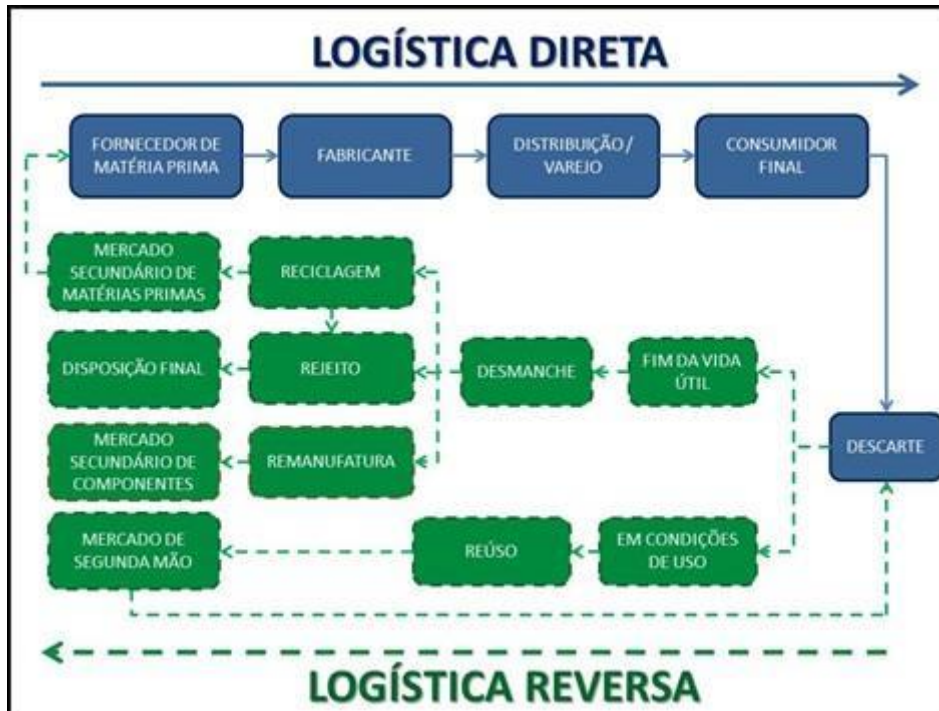 LOGÍSTICA DIRETA
FORNECEDOR DE
MATÉRIA PRIMA
FABRICANTE
DISTRIBUIÇÃO /
VAREJO
CONSUMIDOR
FINAL
MERCADO
SECUNDÁRIO DE
MATÉRIAS PRIMAS
RECICLAGEM
DISPOSIÇÃO FINAL
REJEITO
DESMANCHE
FIM DA VIDA
ÚTIL
DESCARTE
MERCADO
SECUNDÁRIO DE
COMPONENTES
REMANUFATURA
MERCADO DE
SEGUNDA MÃO
REÚSO
EM CONDIÇÕES
DE USO
LOGÍSTICA REVERSA